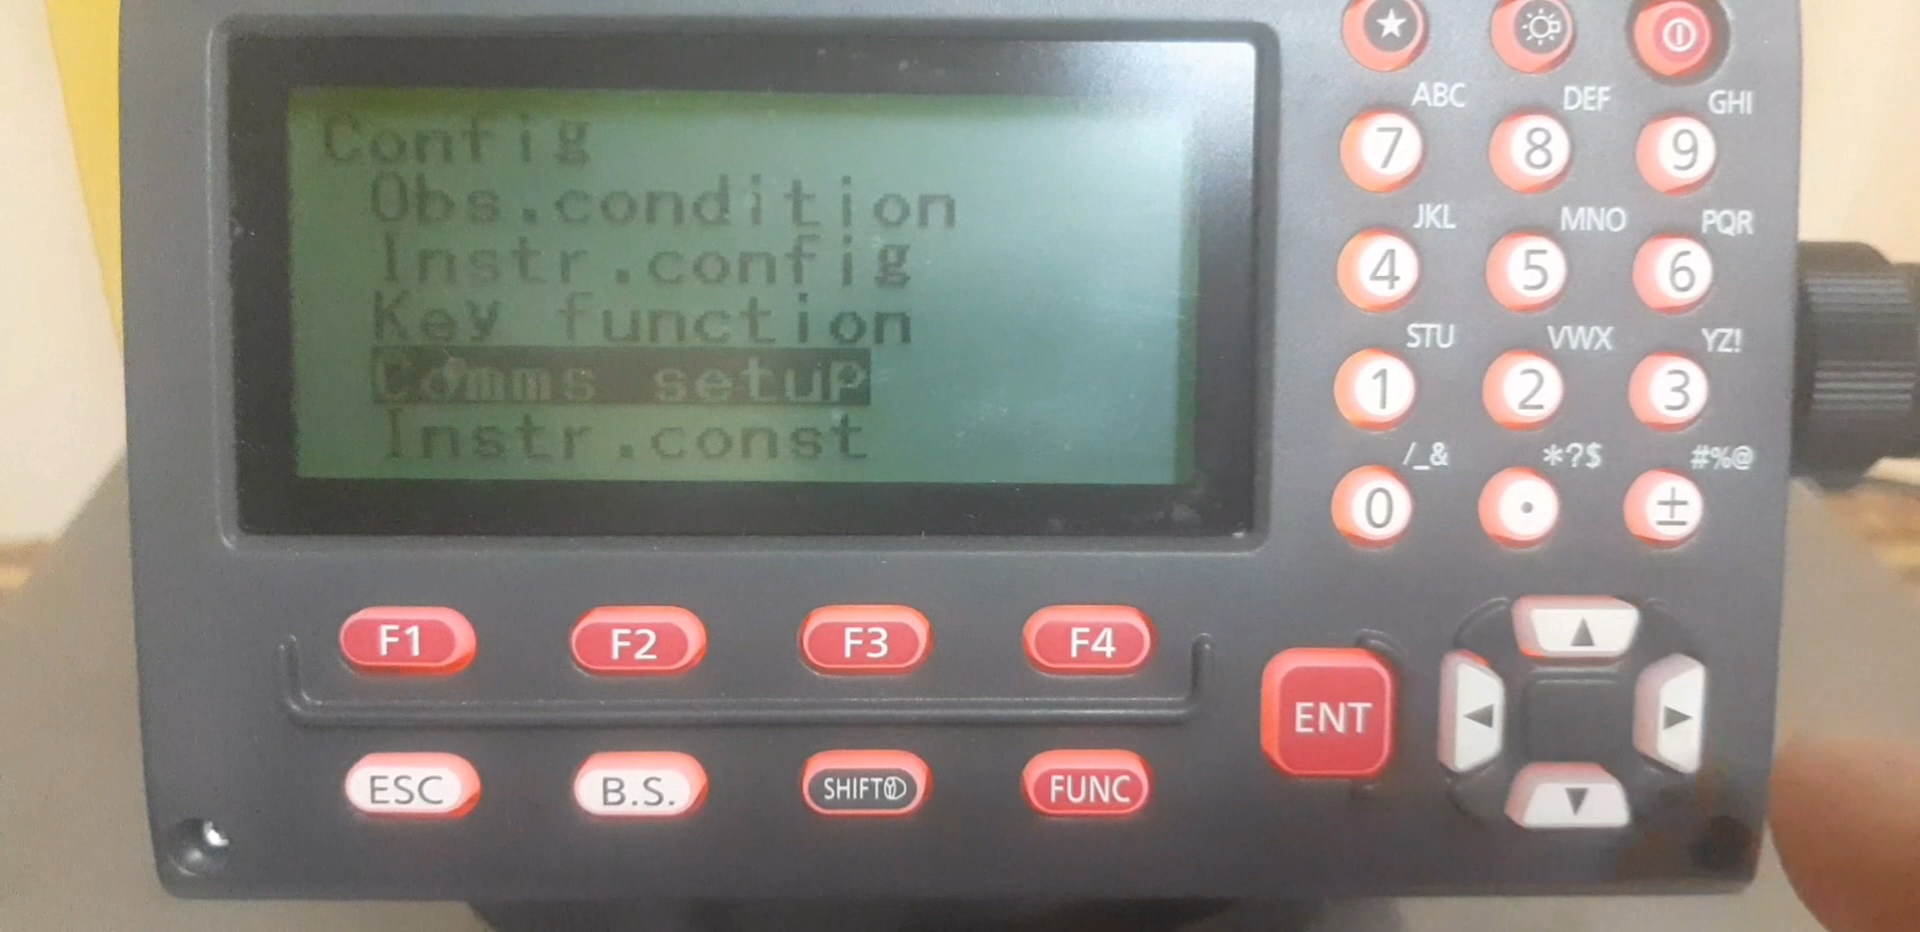 Config
Obs.condition
Instr.config
Key function
Comms setup
Instr.const
ABC DEF GHI
7 8 9
JKL MNO PQR
4 5 6
STU VWX YZ!
1 2 3
/_& *?$ #%@
0 . ±
F1 F2 F3 F4
ENT
ESC B.S. SHIFT FUNC